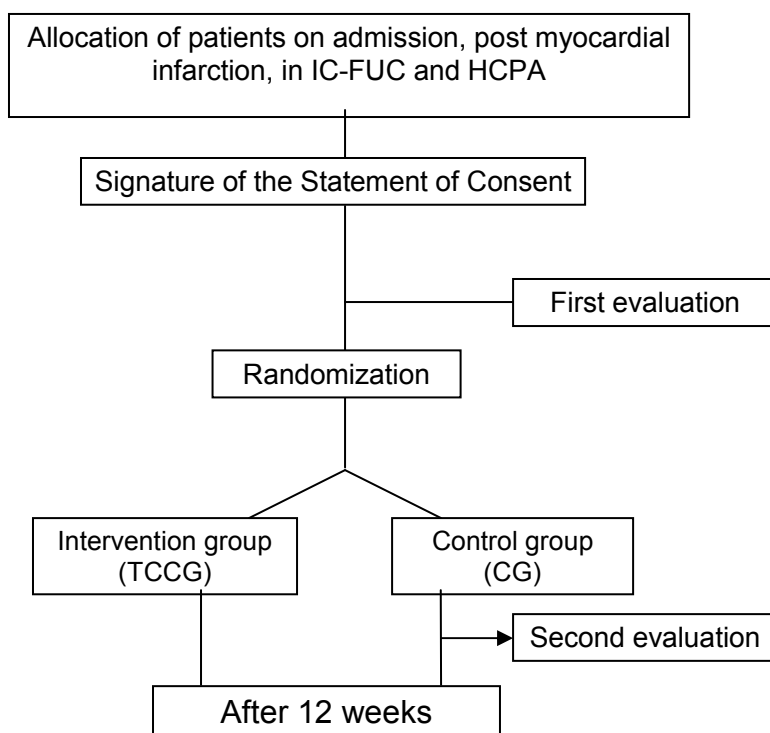 Allocation of patients on admission, post myocardial
infarction, in IC-FUC and HCPA
Signature of the Statement of Consent
First evaluation
Randomization
Intervention group
(TCCG)
Control group
(CG)
Second evaluation
After 12 weeks